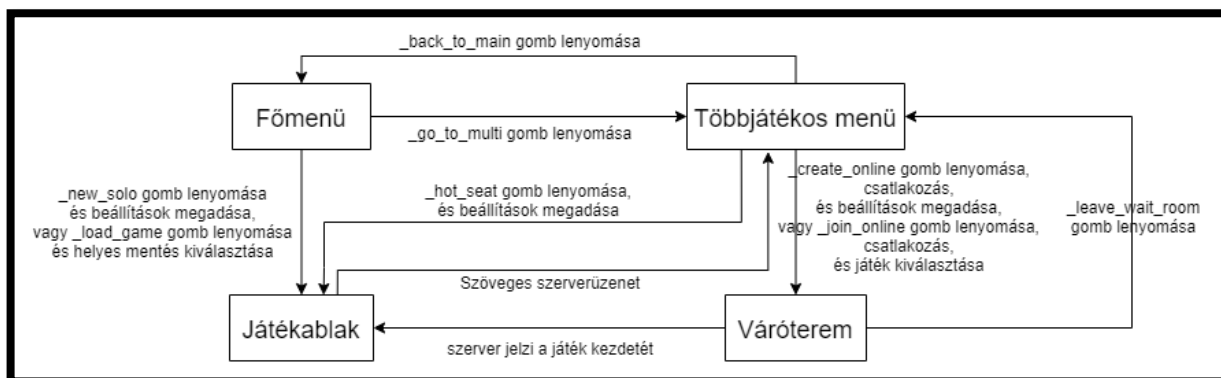 _back_to_main gomb lenyomása
Főmenü
Többjátékos menü
_go_to_multi gomb lenyomása
_new_solo gomb lenyomása
és beállítások megadása,
vagy _load_game gomb lenyomása
és helyes mentés kiválasztása
_hot_seat gomb lenyomása,
és beállítások megadása
_create_online gomb lenyomása,
csatlakozás,
és beállítások megadása,
vagy _join_online gomb lenyomása,
csatlakozás,
és játék kiválasztása
_leave_wait_room
gomb lenyomása
Szöveges szerverüzenet
Játékablak
Váróterem
szerver jelzi a játék kezdetét